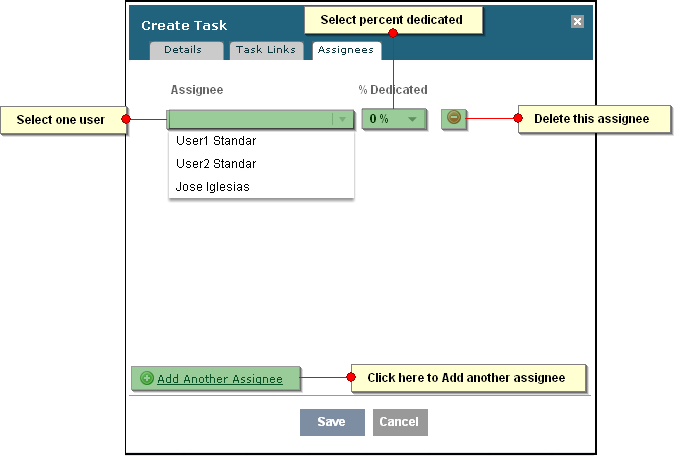 Select percent dedicated
Create Task
Details Task Links Assignees
Assignee % Dedicated
Select one user
0 %
Delete this assignee
User1 Standar
User2 Standar
Jose Iglesias
Add Another Assignee
Click here to Add another assignee
Save Cancel